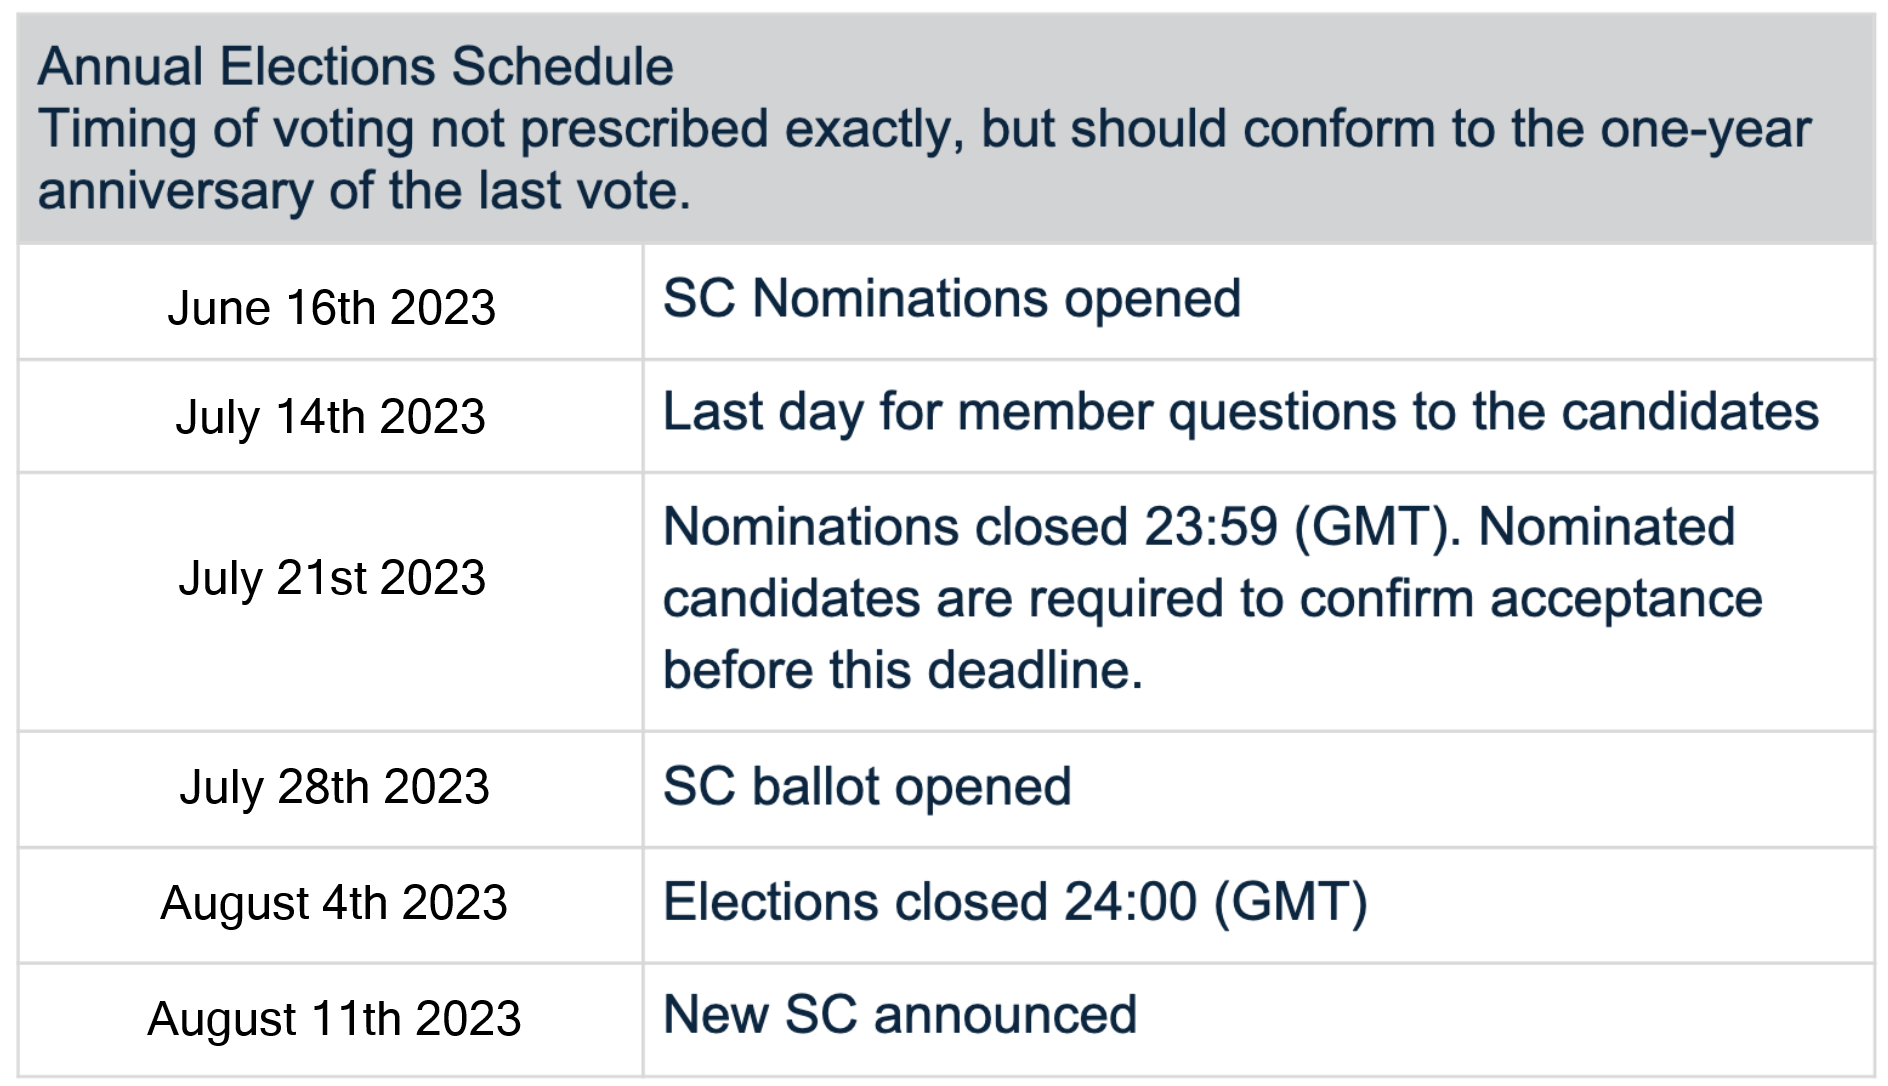 Annual Elections Schedule
Timing of voting not prescribed exactly, but should conform to the one-year
anniversary of the last vote.
June 16th 2023
SC Nominations opened
July 14th 2023
Last day for member questions to the candidates
July 21st 2023
Nominations closed 23:59 (GMT). Nominated
candidates are required to confirm acceptance
before this deadline.
July 28th 2023
SC ballot opened
August 4th 2023
Elections closed 24:00 (GMT)
August 11th 2023
New SC announced